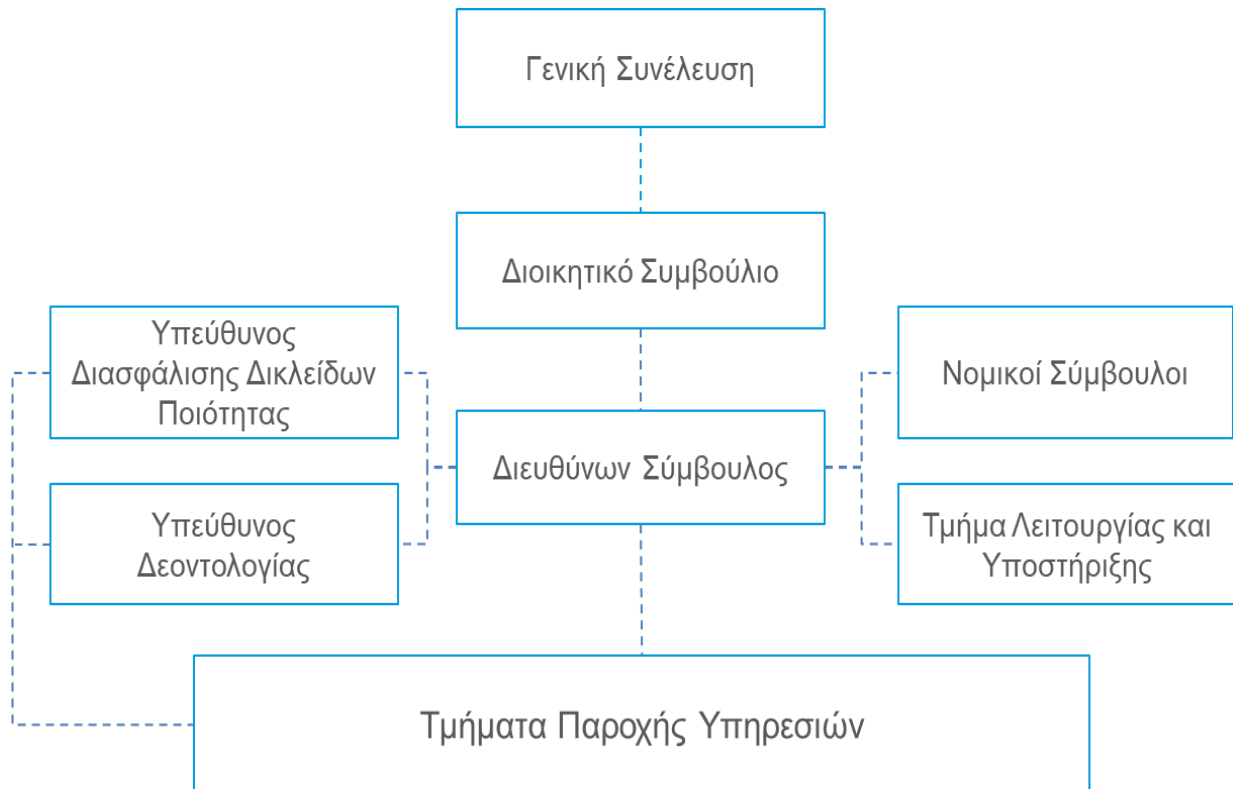 Γενική Συνέλευση
Διοικητικό Συμβούλιο
Υπεύθυνος
Διασφάλισης Δικλείδων
Ποιότητας
Νομικοί Σύμβουλοι
Διευθύνων Σύμβουλος
Υπεύθυνος
Δεοντολογίας
Τμήμα Λειτουργίας και
Υποστήριξης
Τμήματα Παροχής Υπηρεσιών